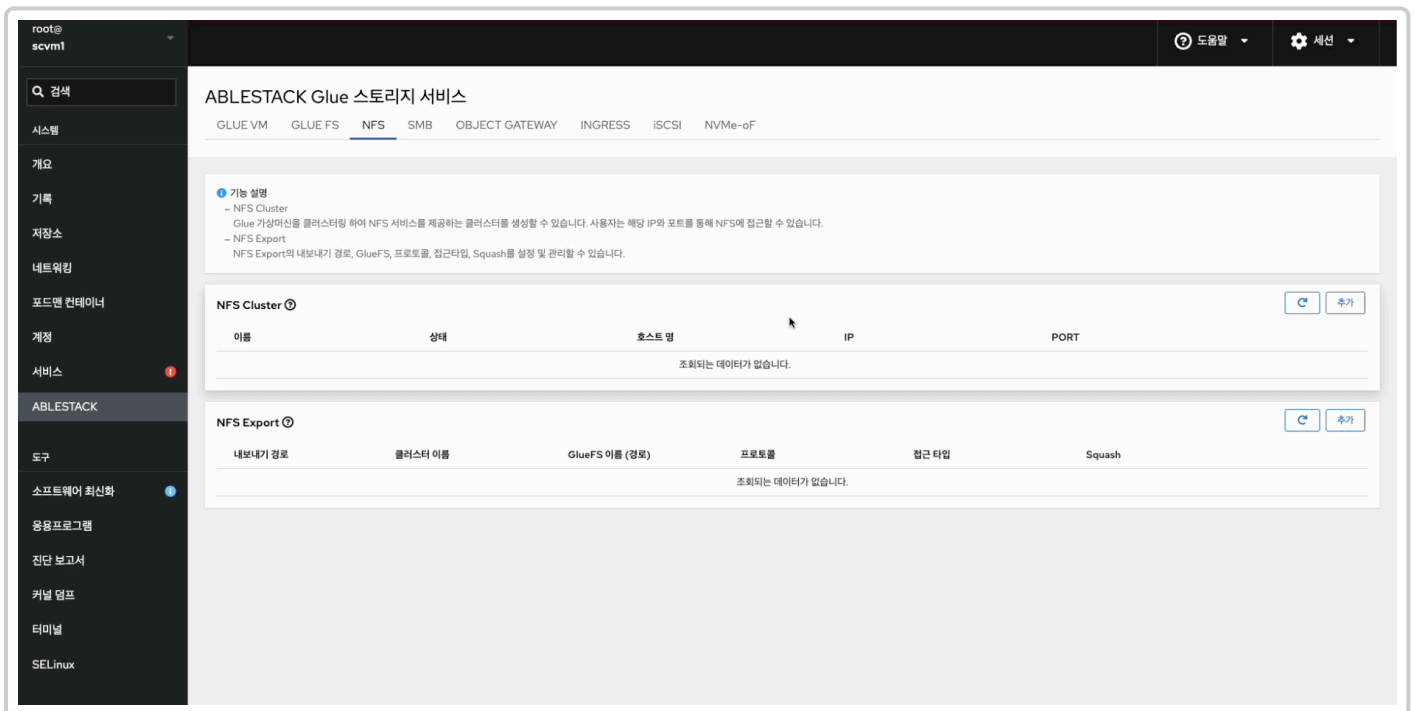 root@
scvm1
도움말
세션
검색
시스템
개요
기록
저장소
네트워킹
포드맨 컨테이너
계정
서비스
ABLESTACK
도구
소프트웨어 최신화
응용프로그램
진단 보고서
커널 덤프
터미널
SELinux
ABLESTACK Glue 스토리지 서비스
GLUE VM GLUE FS NFS SMB OBJECT GATEWAY INGRESS iSCSI NVMe-oF
기능 설명
– NFS Cluster
Glue 가상머신을 클러스터링 하여 NFS 서비스를 제공하는 클러스터를 생성할 수 있습니다. 사용자는 해당 IP와 포트를 통해 NFS에 접근할 수 있습니다.
– NFS Export
NFS Export의 내보내기 경로, GlueFS, 프로토콜, 접근타입, Squash를 설정 및 관리할 수 있습니다.
NFS Cluster
추가
이름 상태 호스트 명 IP PORT
조회되는 데이터가 없습니다.
NFS Export
추가
내보내기 경로 클러스터 이름 GlueFS 이름 (경로) 프로토콜 접근 타입 Squash
조회되는 데이터가 없습니다.